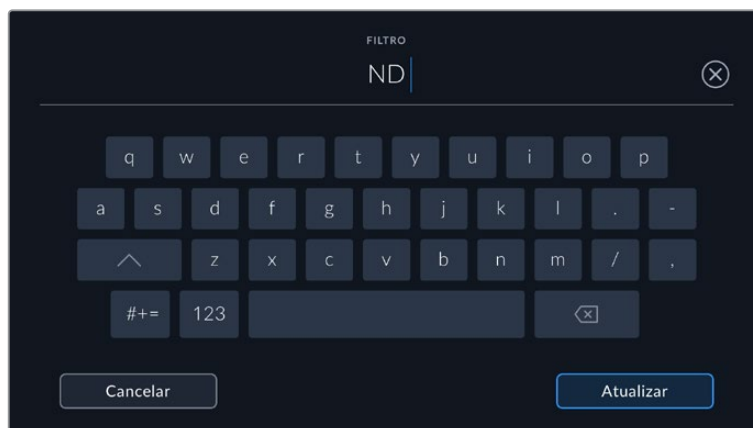 FILTRO
ND
q w e r t y u i o p
a s d f g h j k l . -
z x c v b n m / ,
#+= 123
Cancelar Atualizar